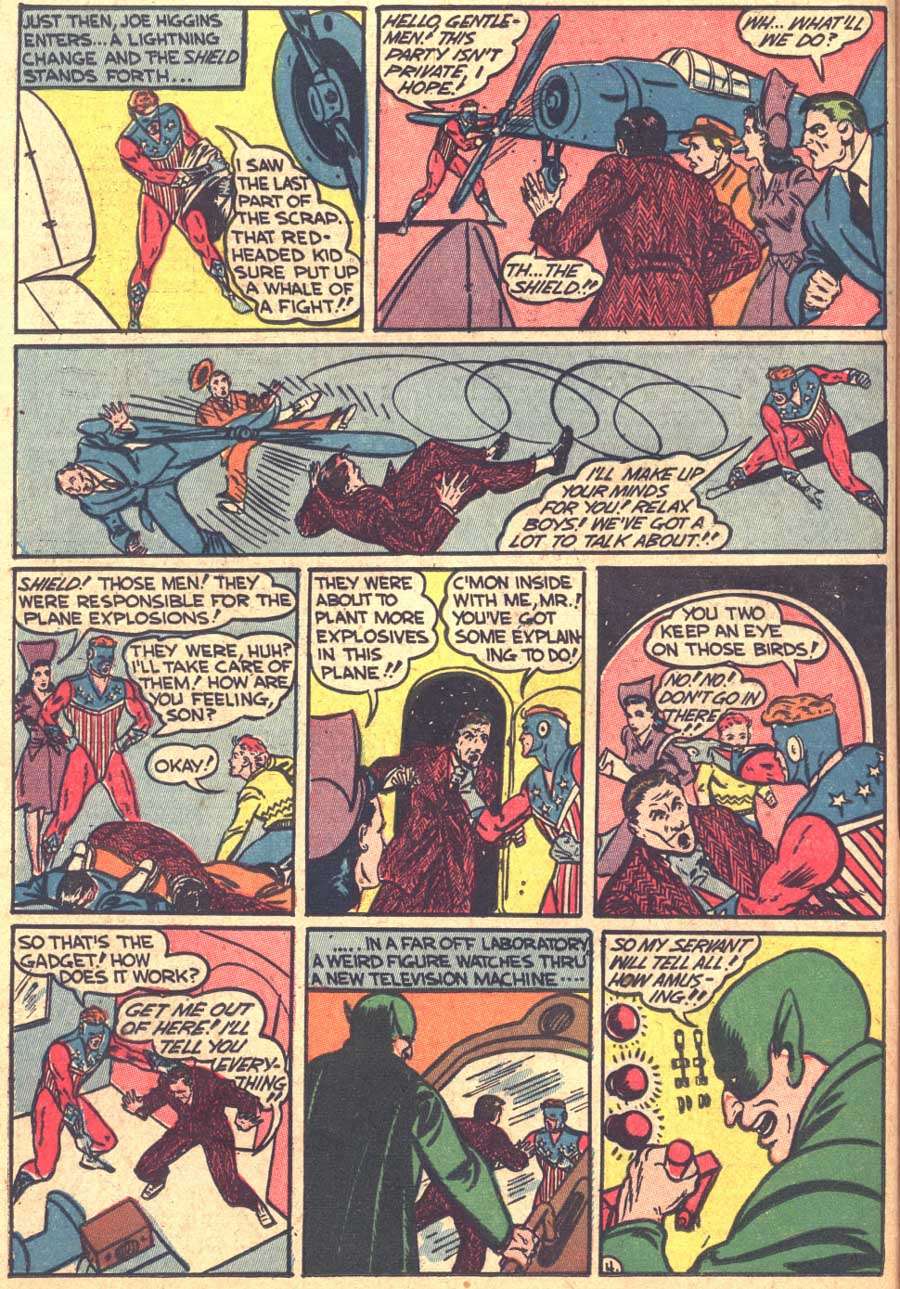 JUST THEN, JOE HIGGINS
ENTERS... A LIGHTNING
CHANGE AND THE SHIELD
STANDS FORTH...
I SAW
THE LAST
PART OF
THE SCRAP.
THAT RED-
HEADED KID
SURE PUT UP
A WHALE OF
A FIGHT!!
HELLO, GENTLE-
MEN! THIS
PARTY ISN'T
PRIVATE, I
HOPE!
WH... WHAT'LL
WE DO?
TH...THE
SHIELD!!
I'LL MAKE UP
YOUR MINDS
FOR YOU! RELAX
BOYS! WE'VE GOT A
LOT TO TALK ABOUT!!
SHIELD! THOSE MEN! THEY
WERE RESPONSIBLE FOR THE
PLANE EXPLOSIONS!
THEY WERE, HUH?
I'LL TAKE CARE OF
THEM! HOW ARE
YOU FEELING,
SON?
OKAY!
THEY WERE
ABOUT TO
PLANT MORE
EXPLOSIVES
IN THIS
PLANE!!
C'MON INSIDE
WITH ME, MR.!
YOU'VE GOT
SOME EXPLAIN-
ING TO DO!
YOU TWO
KEEP AN EYE
ON THOSE BIRDS!
NO! NO!
DON'T GO IN
THERE
!!
SO THAT'S THE
GADGET! HOW
DOES IT WORK?
GET ME OUT
OF HERE! I'LL
TELL YOU
EVERY-
THING
!!
.....IN A FAR OFF LABORATORY
A WEIRD FIGURE WATCHES THRU
A NEW TELEVISION MACHINE....
SO MY SERVANT
WILL TELL ALL!
HOW AMUS-
ING!!